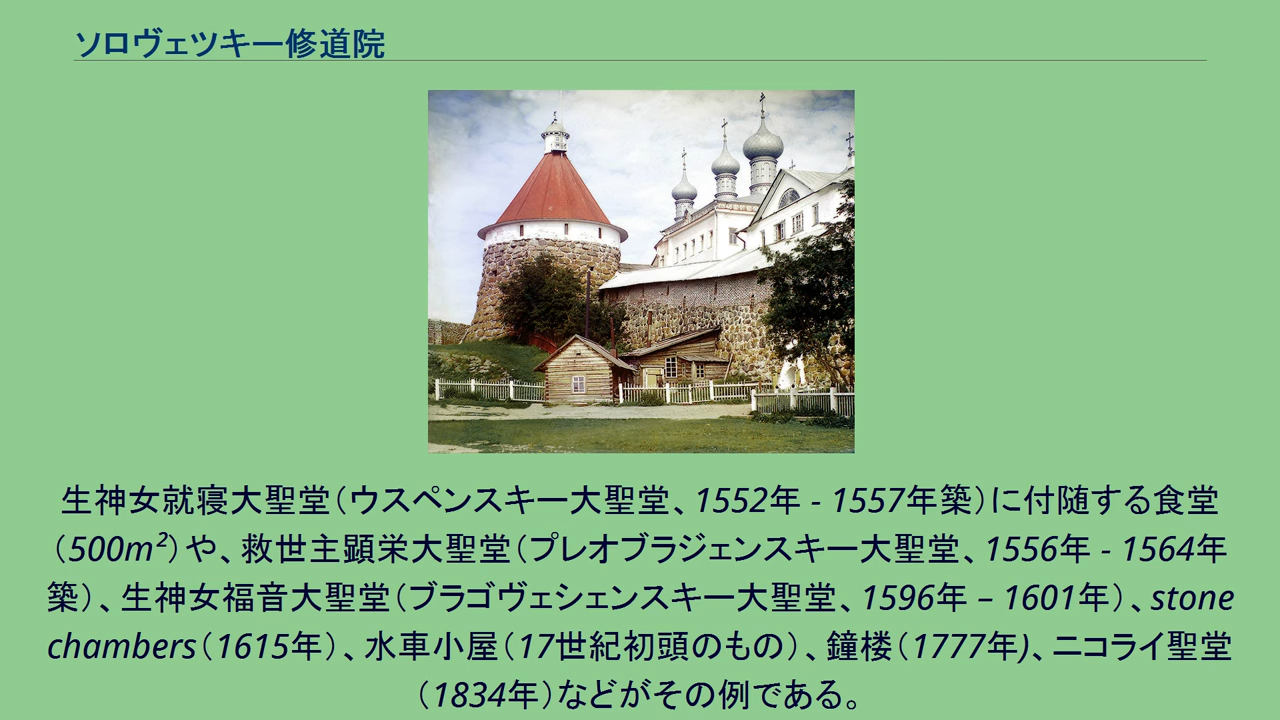 ソロヴェツキー修道院
生神女就寝大聖堂（ウスペンスキー大聖堂、1552年 - 1557年築）に付随する食堂
（500m²）や、救世主顕栄大聖堂（プレオブラジェンスキー大聖堂、1556年 - 1564年
築）、生神女福音大聖堂（ブラゴヴェシェンスキー大聖堂、1596年 – 1601年）、stone
chambers（1615年）、水車小屋（17世紀初頭のもの）、鐘楼（1777年)、ニコライ聖堂
（1834年）などがその例である。